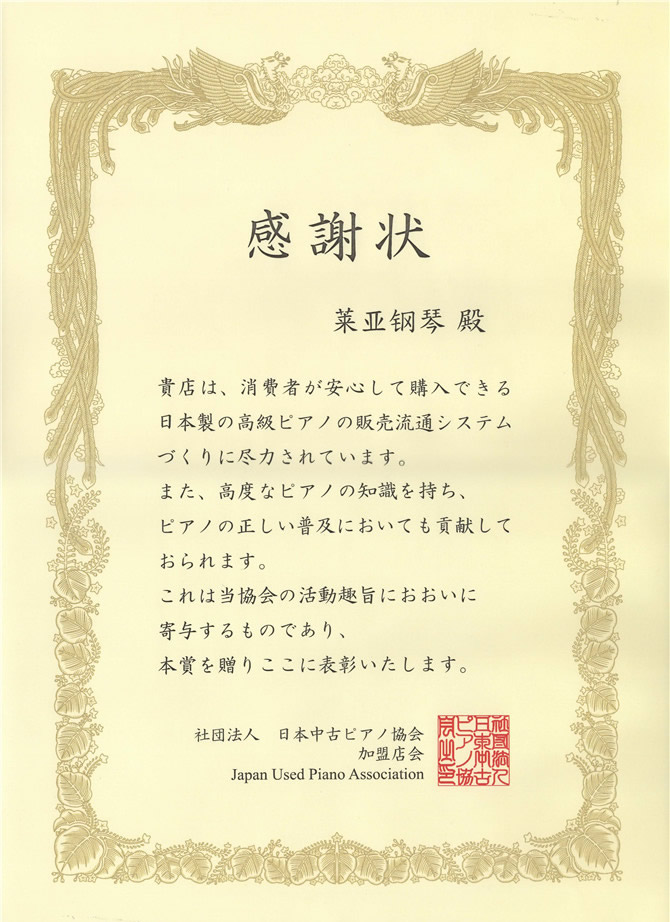 感謝状
莱亚钢琴 殿
貴店は、消費者が安心して購入できる
日本製の高級ピアノの販売流通システム
づくりに尽力されています。
また、高度なピアノの知識を持ち、
ピアノの正しい普及においても貢献して
おられます。
これは当協会の活動趣旨におおいに
寄与するものであり、
本賞を贈りここに表彰いたします。
社団法人 日本中古ピアノ協会
加盟店会
Japan Used Piano Association